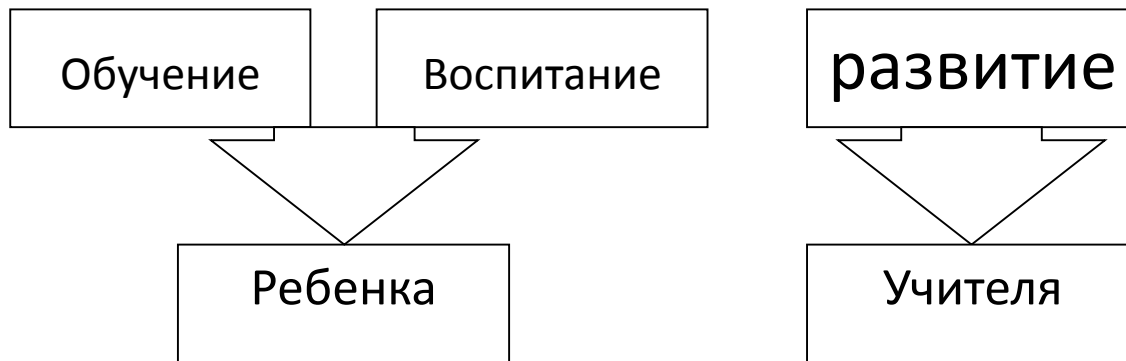 Обучение
Воспитание
развитие
Ребенка
Учителя